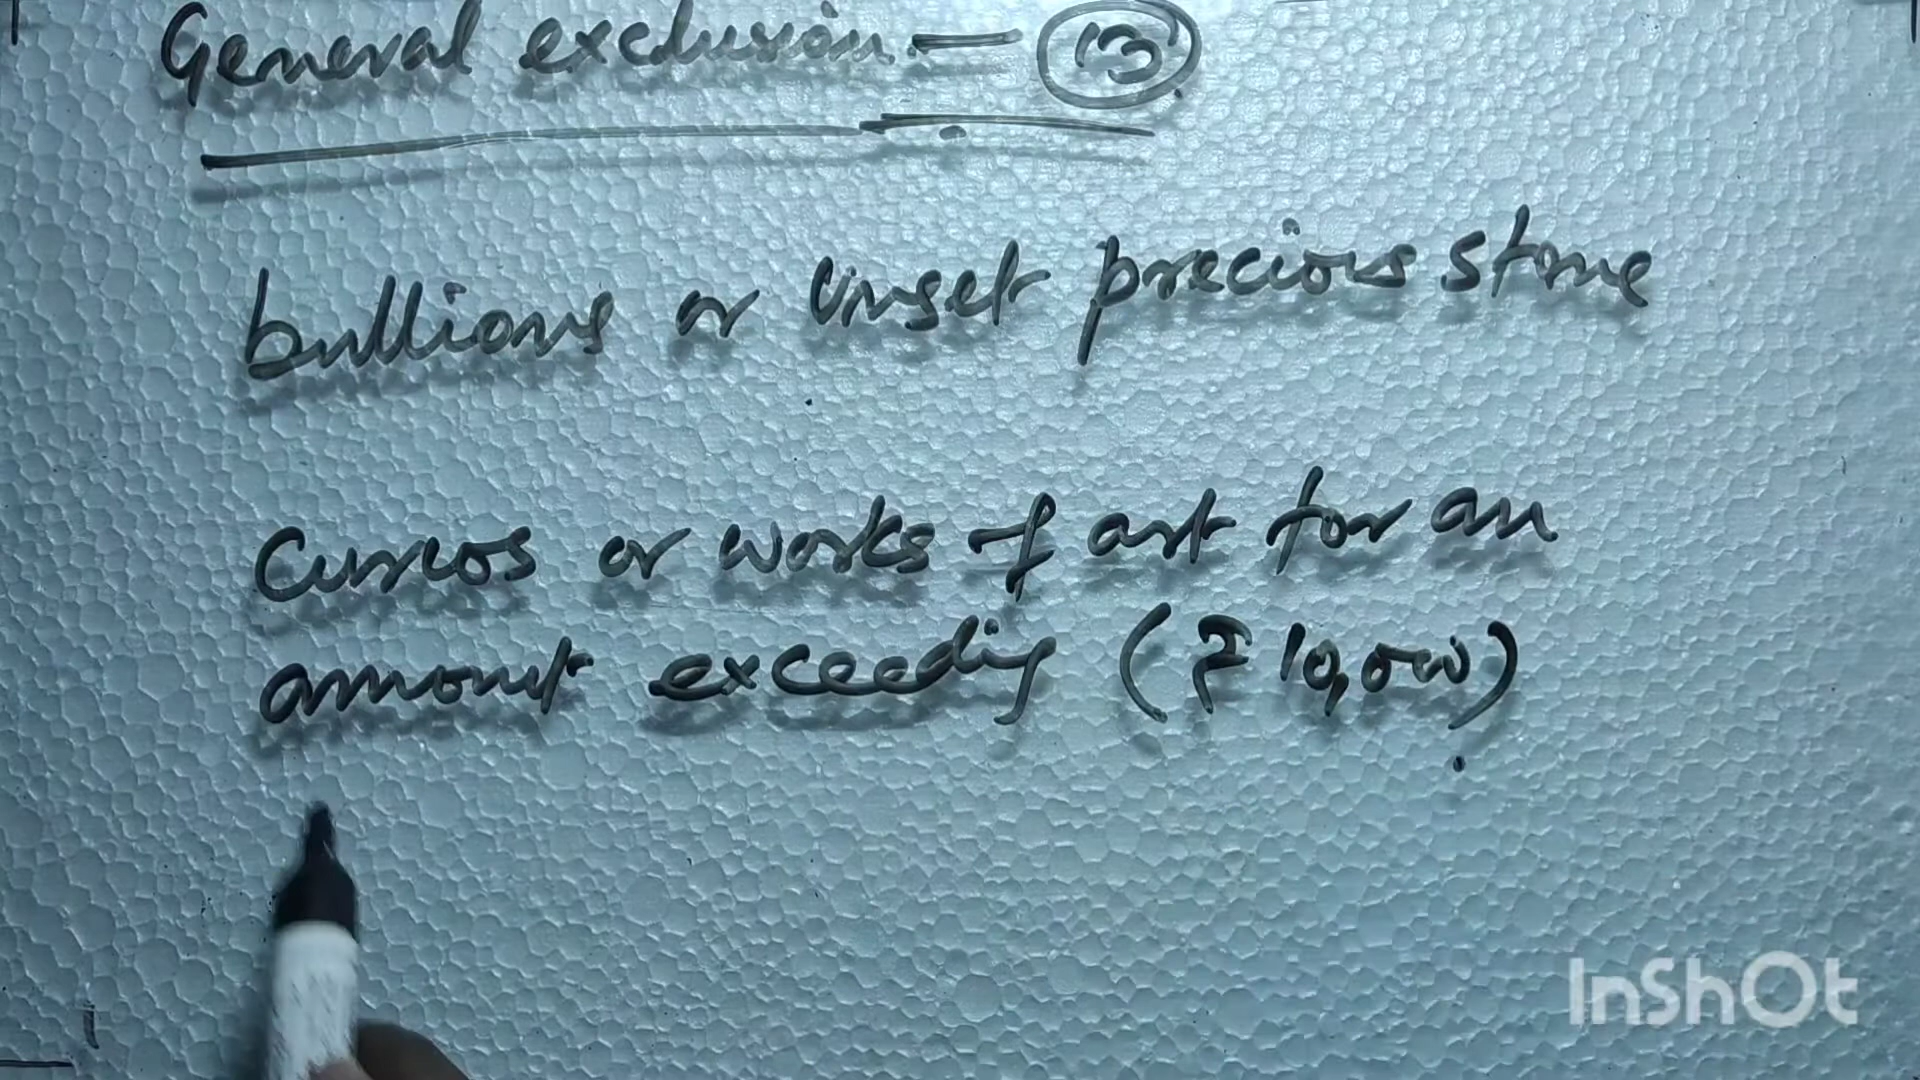 General exclusion - 13
bullions or unset precious stone
Curios or works of art for an
amount exceeding (₹ 10,000)
InShOt